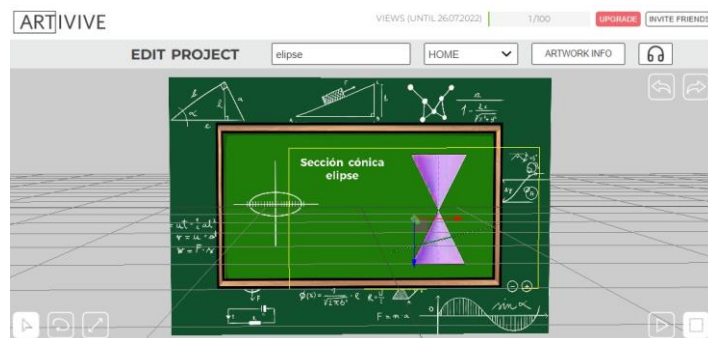 ARTIVIVE
VIEWS (UNTIL 26.07.2022)
1/100
UPGRADE
INVITE FRIENDS
EDIT PROJECT
elipse
HOME
ARTWORK INFO
Sección cónica
elipse
F = m · a
sin α